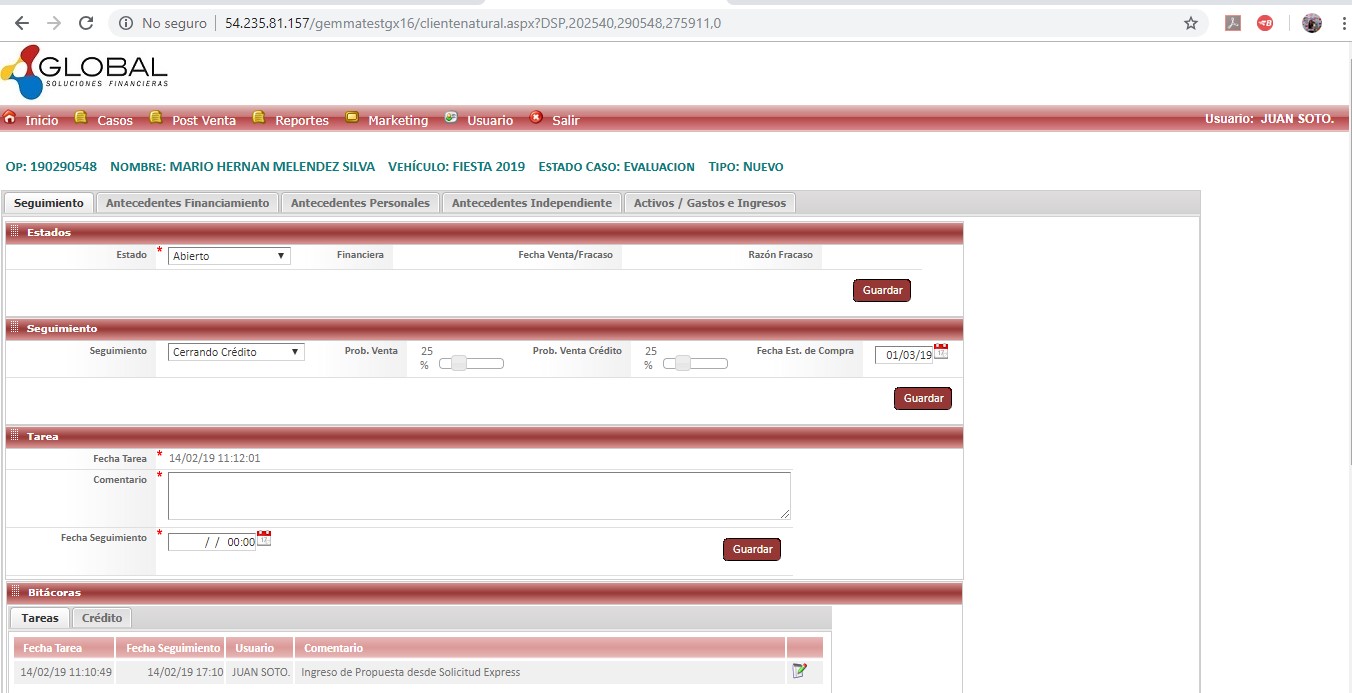 No seguro 54.235.81.157/gemmatestgx16/clientenatural.aspx?DSP,202540,290548,275911,0
GLOBAL
SOLUCIONES FINANCIERAS
Inicio Casos Post Venta Reportes Marketing Usuario Salir Usuario: JUAN SOTO.
OP: 190290548 NOMBRE: MARIO HERNAN MELENDEZ SILVA VEHÍCULO: FIESTA 2019 ESTADO CASO: EVALUACION TIPO: NUEVO
Seguimiento Antecedentes Financiamiento Antecedentes Personales Antecedentes Independiente Activos / Gastos e Ingresos
Estados
Estado * Abierto Financiera Fecha Venta/Fracaso Razón Fracaso
Guardar
Seguimiento
Seguimiento Cerrando Crédito Prob. Venta 25 % Prob. Venta Crédito 25 % Fecha Est. de Compra 01/03/19
Guardar
Tarea
Fecha Tarea * 14/02/19 11:12:01
Comentario *
Fecha Seguimiento * / / 00:00
Guardar
Bitácoras
Tareas Crédito
Fecha Tarea Fecha Seguimiento Usuario Comentario
14/02/19 11:10:49 14/02/19 17:10 JUAN SOTO. Ingreso de Propuesta desde Solicitud Express